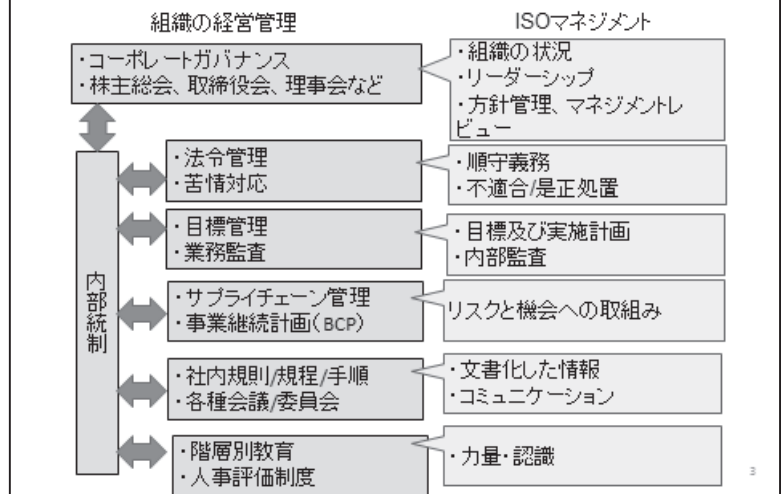 組織の経営管理
ISOマネジメント
・コーポレートガバナンス
・株主総会、取締役会、理事会など
・組織の状況
・リーダーシップ
・方針管理、マネジメントレ
ビュー
内部統制
・法令管理
・苦情対応
・順守義務
・不適合/是正処置
・目標管理
・業務監査
・目標及び実施計画
・内部監査
・サプライチェーン管理
・事業継続計画(BCP)
リスクと機会への取組み
・社内規則/規程/手順
・各種会議/委員会
・文書化した情報
・コミュニケーション
・階層別教育
・人事評価制度
・力量・認識
3